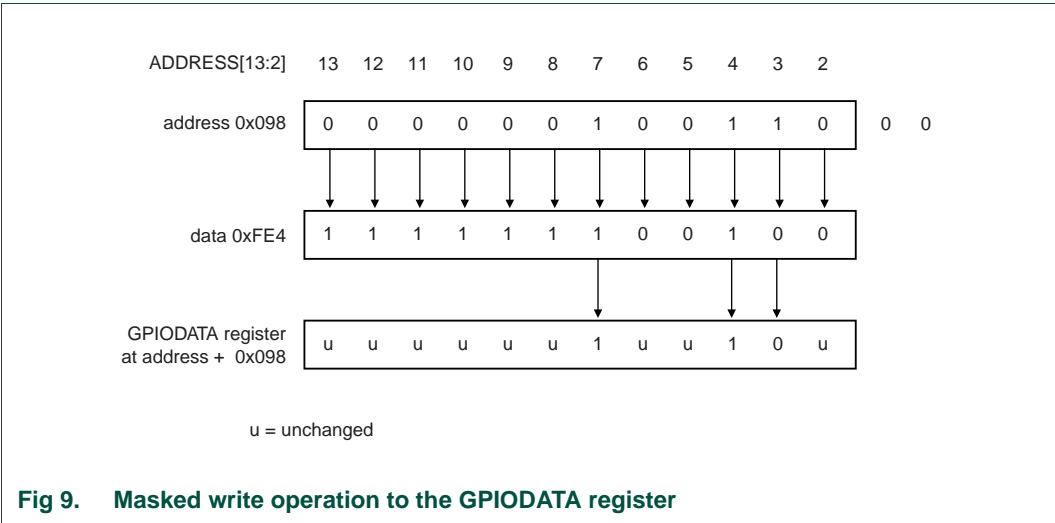 ADDRESS[13:2] 13 12 11 10 9 8 7 6 5 4 3 2
address 0x098 0 0 0 0 0 0 1 0 0 1 1 0 0 0
data 0xFE4 1 1 1 1 1 1 1 0 0 1 0 0
GPIODATA register
at address + 0x098 u u u u u u 1 u u 1 0 u
u = unchanged
Fig 9. Masked write operation to the GPIODATA register